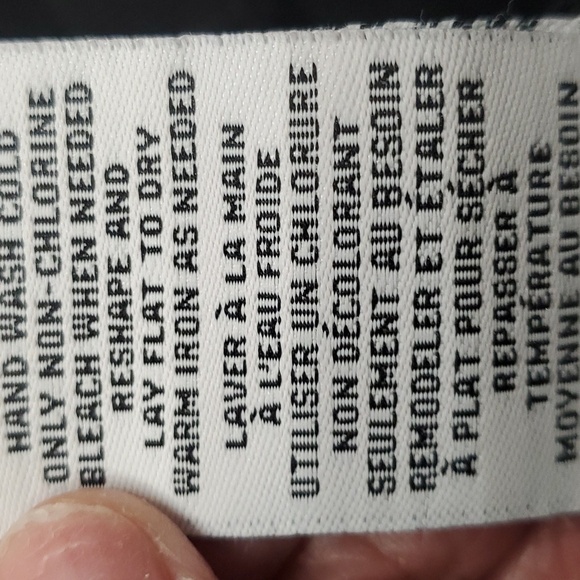 HAND WASH COLD
ONLY NON-CHLORINE
BLEACH WHEN NEEDED
RESHAPE AND
LAY FLAT TO DRY
WARM IRON AS NEEDED
LAVER À LA MAIN
À L'EAU FROIDE
UTILISER UN CHLORURE
NON DÉCOLORANT
SEULEMENT AU BESOIN
REMODELER ET ÉTALER
À PLAT POUR SÉCHER
REPASSER À
TEMPÉRATURE
MOYENNE AU BESOIN